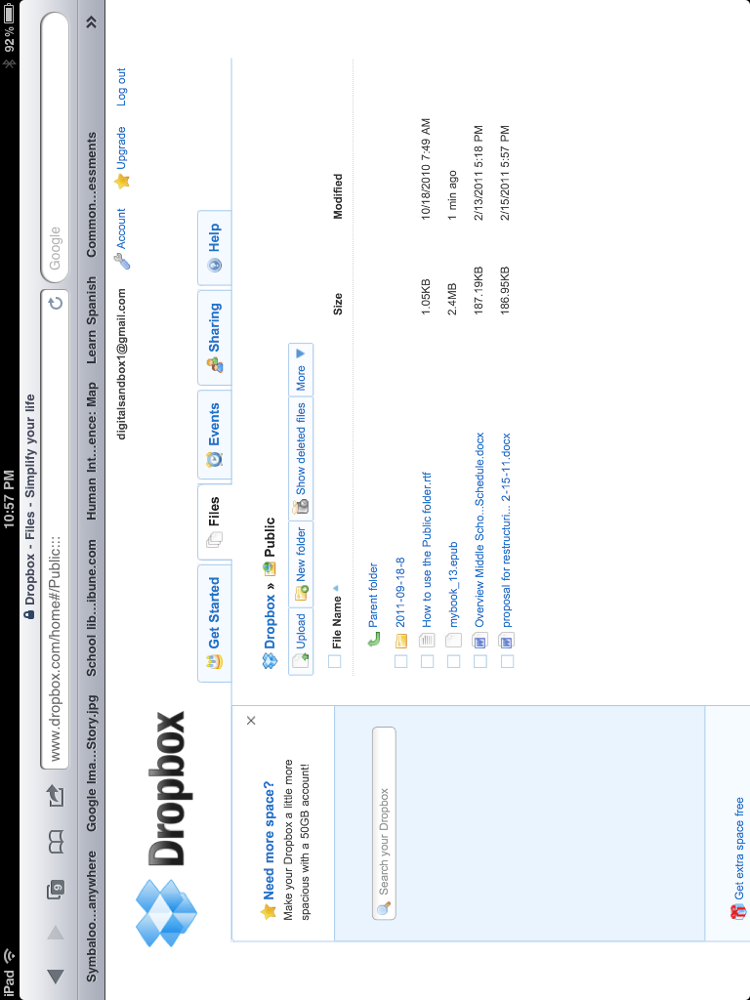 iPad
10:57 PM
92%
Dropbox - Files - Simplify your life
9
www.dropbox.com/home#/Public:::
Google
Symbaloo...anywhere
Google Ima...Story.jpg
School lib...ibune.com
Human Int...ence: Map
Learn Spanish
Common...essments
digitalsandbox1@gmail.com
Account
Upgrade
Log out
Dropbox
Get Started
Files
Events
Sharing
Help
Need more space?
Make your Dropbox a little more
spacious with a 50GB account!
Search your Dropbox
Get extra space free
Dropbox » Public
Upload
New folder
Show deleted files
More
File Name Size Modified
Parent folder
2011-09-18-8
How to use the Public folder.rtf 1.05KB 10/18/2010 7:49 AM
mybook_13.epub 2.4MB 1 min ago
Overview Middle Scho...Schedule.docx 187.19KB 2/13/2011 5:18 PM
proposal for restructuri... 2-15-11.docx 186.95KB 2/15/2011 5:57 PM